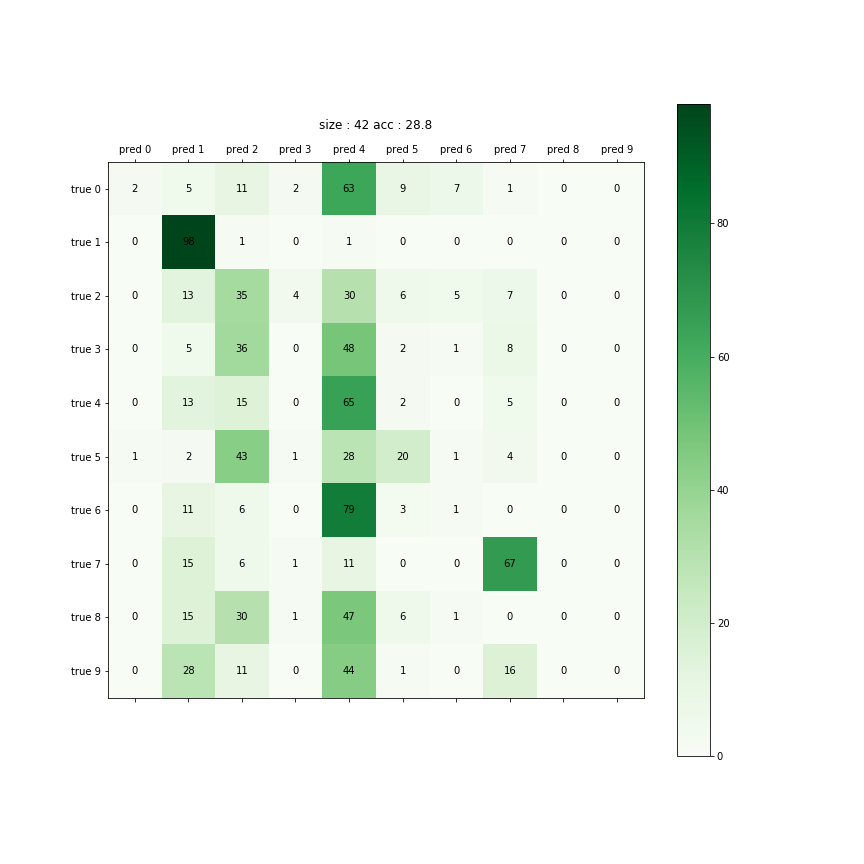 size : 42 acc : 28.8
pred 0 pred 1 pred 2 pred 3 pred 4 pred 5 pred 6 pred 7 pred 8 pred 9
true 0 2 5 11 2 63 9 7 1 0 0
true 1 0 98 1 0 1 0 0 0 0 0
true 2 0 13 35 4 30 6 5 7 0 0
true 3 0 5 36 0 48 2 1 8 0 0
true 4 0 13 15 0 65 2 0 5 0 0
true 5 1 2 43 1 28 20 1 4 0 0
true 6 0 11 6 0 79 3 1 0 0 0
true 7 0 15 6 1 11 0 0 67 0 0
true 8 0 15 30 1 47 6 1 0 0 0
true 9 0 28 11 0 44 1 0 16 0 0
80
60
40
20
0